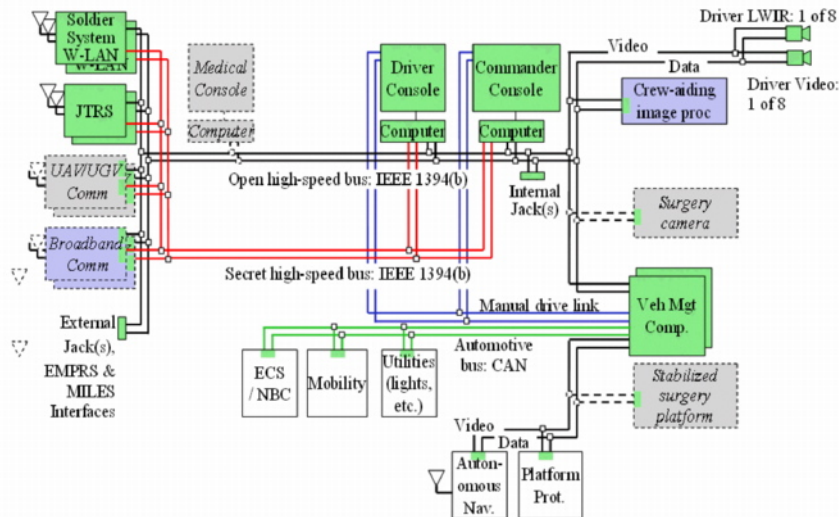 Soldier
System
W-LAN
W-LAN
JTRS
UAV/UGV
Comm
Broadband
Comm
External
Jack(s),
EMPRS &
MILES
Interfaces
Medical
Console
Computer
Driver
Console
Computer
Commander
Console
Computer
Open high-speed bus: IEEE 1394(b)
Internal
Jack(s)
Secret high-speed bus: IEEE 1394(b)
Manual drive link
Automotive
bus: CAN
ECS
/ NBC
Mobility
Utilities
(lights,
etc.)
Video
Data
Driver LWIR: 1 of 8
Driver Video:
1 of 8
Crew-aiding
image proc
Surgery
camera
Veh Mgt
Comp.
Stabilized
surgery
platform
Video
Data
Auton-
omous
Nav.
Platform
Prot.